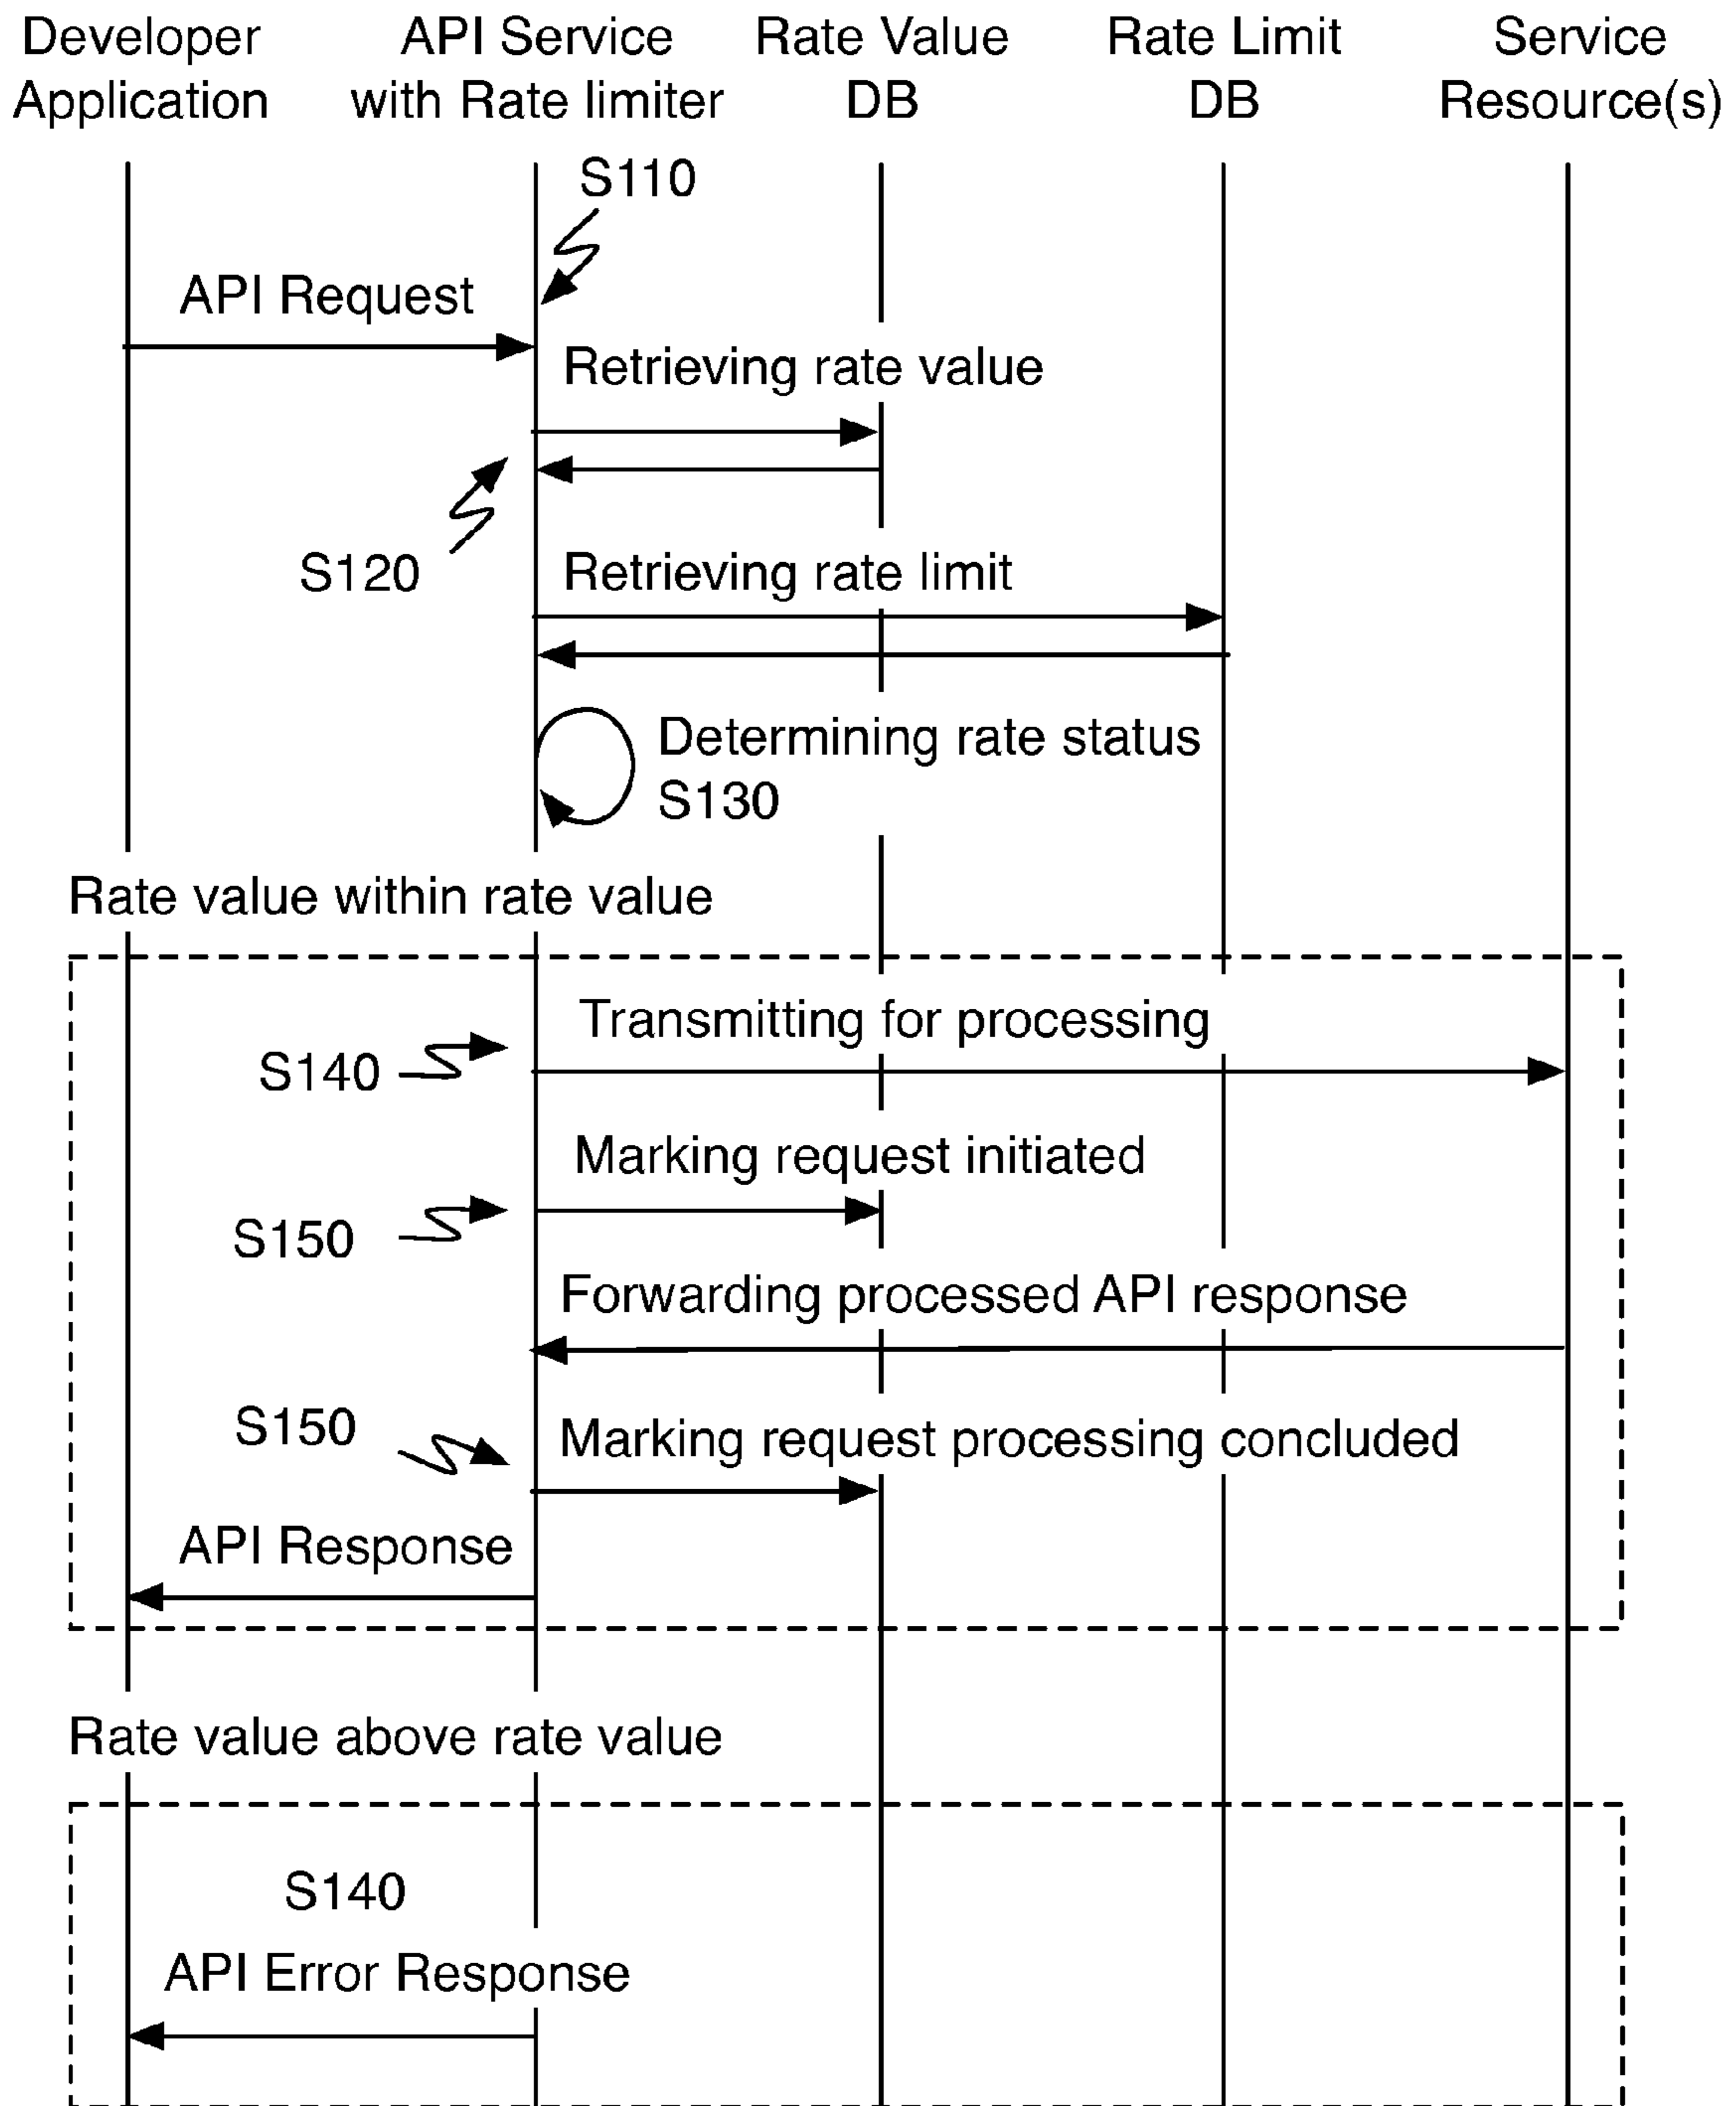 Developer
Application
API Service
with Rate limiter
Rate Value
DB
Rate Limit
DB
Service
Resource(s)
S110
API Request
Retrieving rate value
S120
Retrieving rate limit
Determining rate status
S130
Rate value within rate value
Transmitting for processing
S140
Marking request initiated
S150
Forwarding processed API response
S150
Marking request processing concluded
API Response
Rate value above rate value
S140
API Error Response